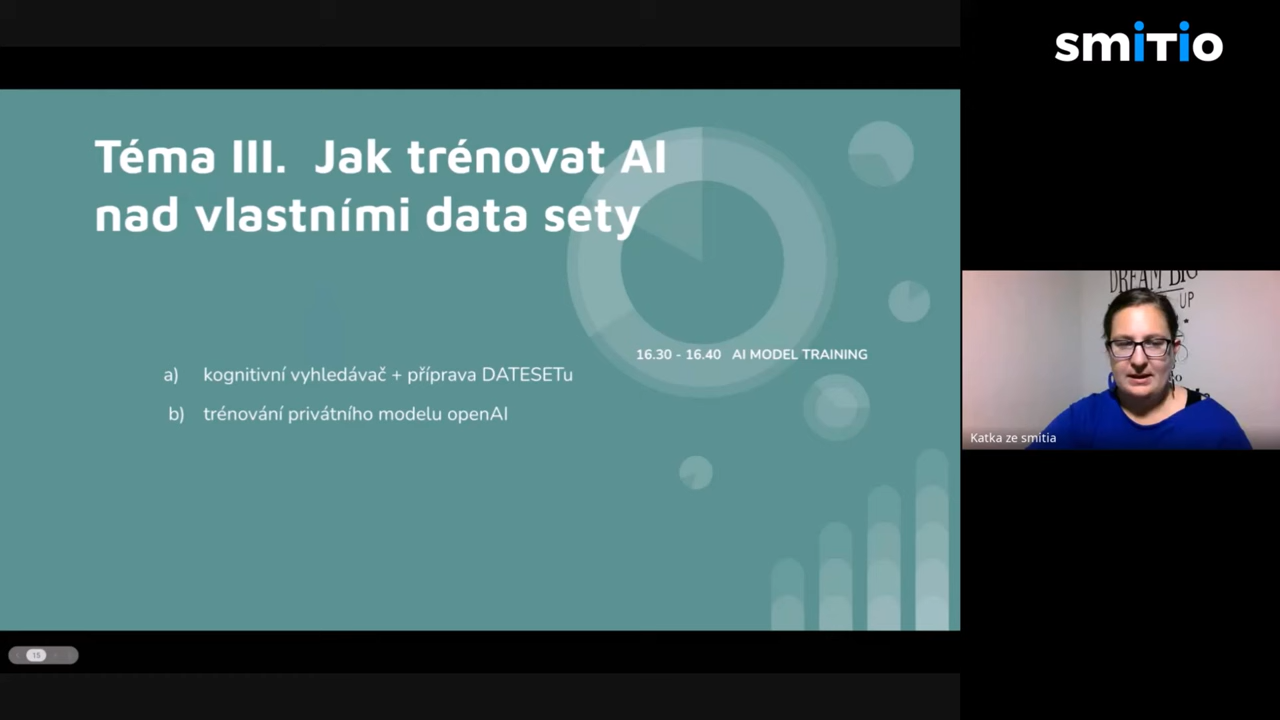 smiTio
Téma III. Jak trénovat AI
nad vlastními data sety
16.30 - 16.40 AI MODEL TRAINING
a) kognitivní vyhledávač + příprava DATESETu
b) trénování privátního modelu openAI
DREAM BIG
UP
Katka ze smitia
15